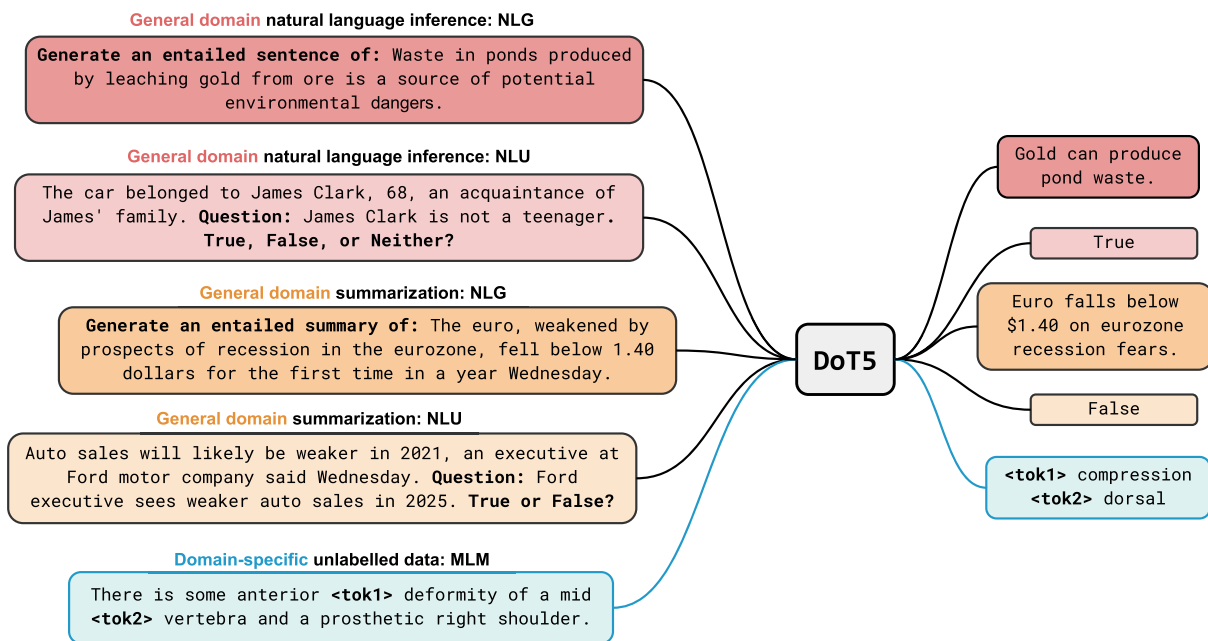 General domain natural language inference: NLG
Generate an entailed sentence of: Waste in ponds produced
by leaching gold from ore is a source of potential
environmental dangers.
General domain natural language inference: NLU
The car belonged to James Clark, 68, an acquaintance of
James' family. Question: James Clark is not a teenager.
True, False, or Neither?
General domain summarization: NLG
Generate an entailed summary of: The euro, weakened by
prospects of recession in the eurozone, fell below 1.40
dollars for the first time in a year Wednesday.
General domain summarization: NLU
Auto sales will likely be weaker in 2021, an executive at
Ford motor company said Wednesday. Question: Ford
executive sees weaker auto sales in 2025. True or False?
Domain-specific unlabelled data: MLM
There is some anterior <tok1> deformity of a mid
<tok2> vertebra and a prosthetic right shoulder.
DoT5
Gold can produce
pond waste.
True
Euro falls below
$1.40 on eurozone
recession fears.
False
<tok1> compression
<tok2> dorsal